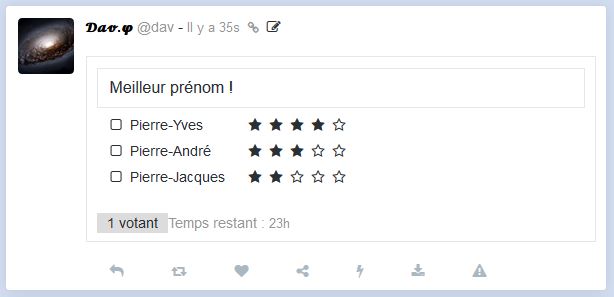 𝓓𝓪𝓿.𝛗 @dav - Il y a 35s
Meilleur prénom !
Pierre-Yves
Pierre-André
Pierre-Jacques
1 votant Temps restant : 23h